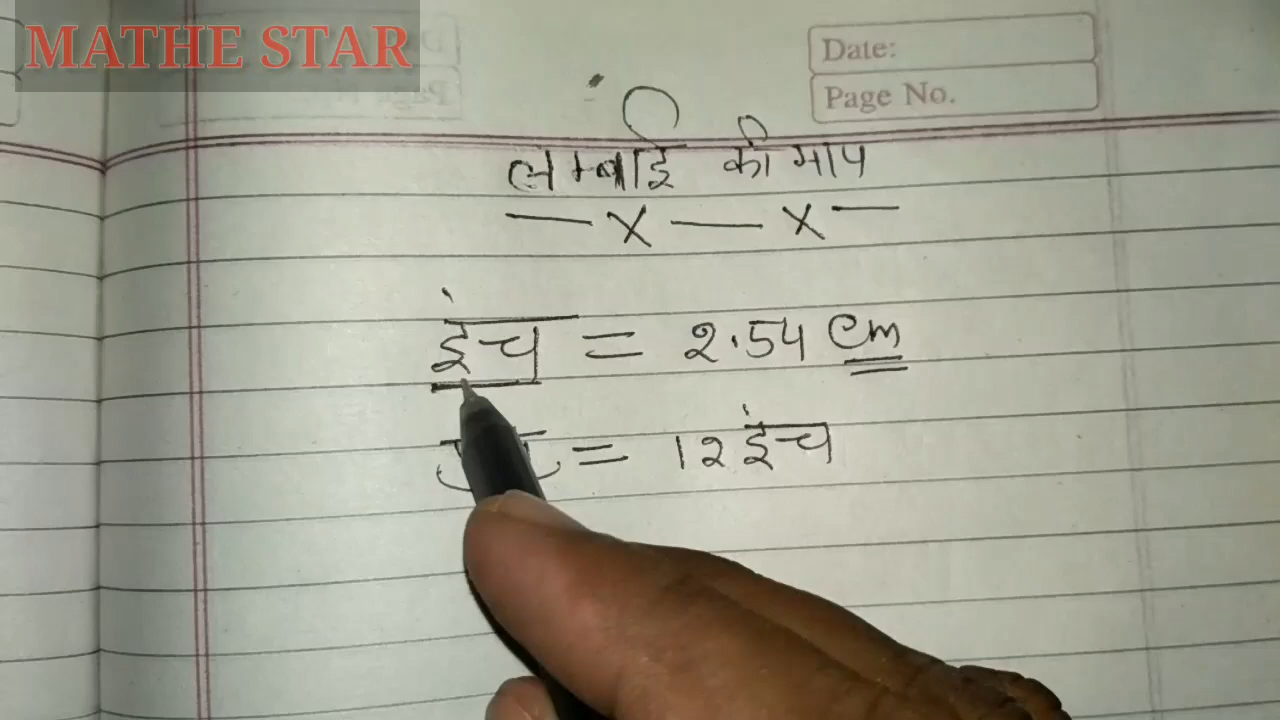 MATHE STAR
Date:
Page No.
लम्बाई की माप
— x — x —
इंच = 2.54 cm
= 12 इंच